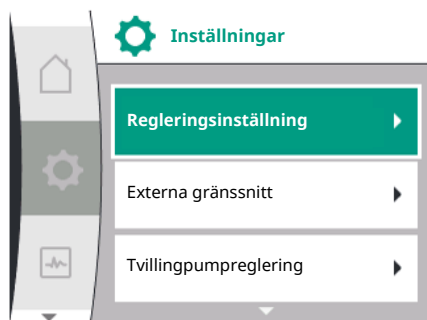 Inställningar
Regleringsinställning
Externa gränssnitt
Tvillingpumpreglering